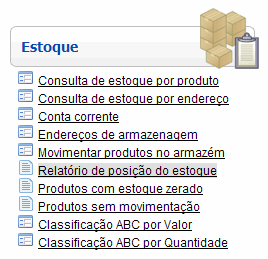 Estoque
Consulta de estoque por produto
Consulta de estoque por endereço
Conta corrente
Endereços de armazenagem
Movimentar produtos no armazém
Relatório de posição do estoque
Produtos com estoque zerado
Produtos sem movimentação
Classificação ABC por Valor
Classificação ABC por Quantidade